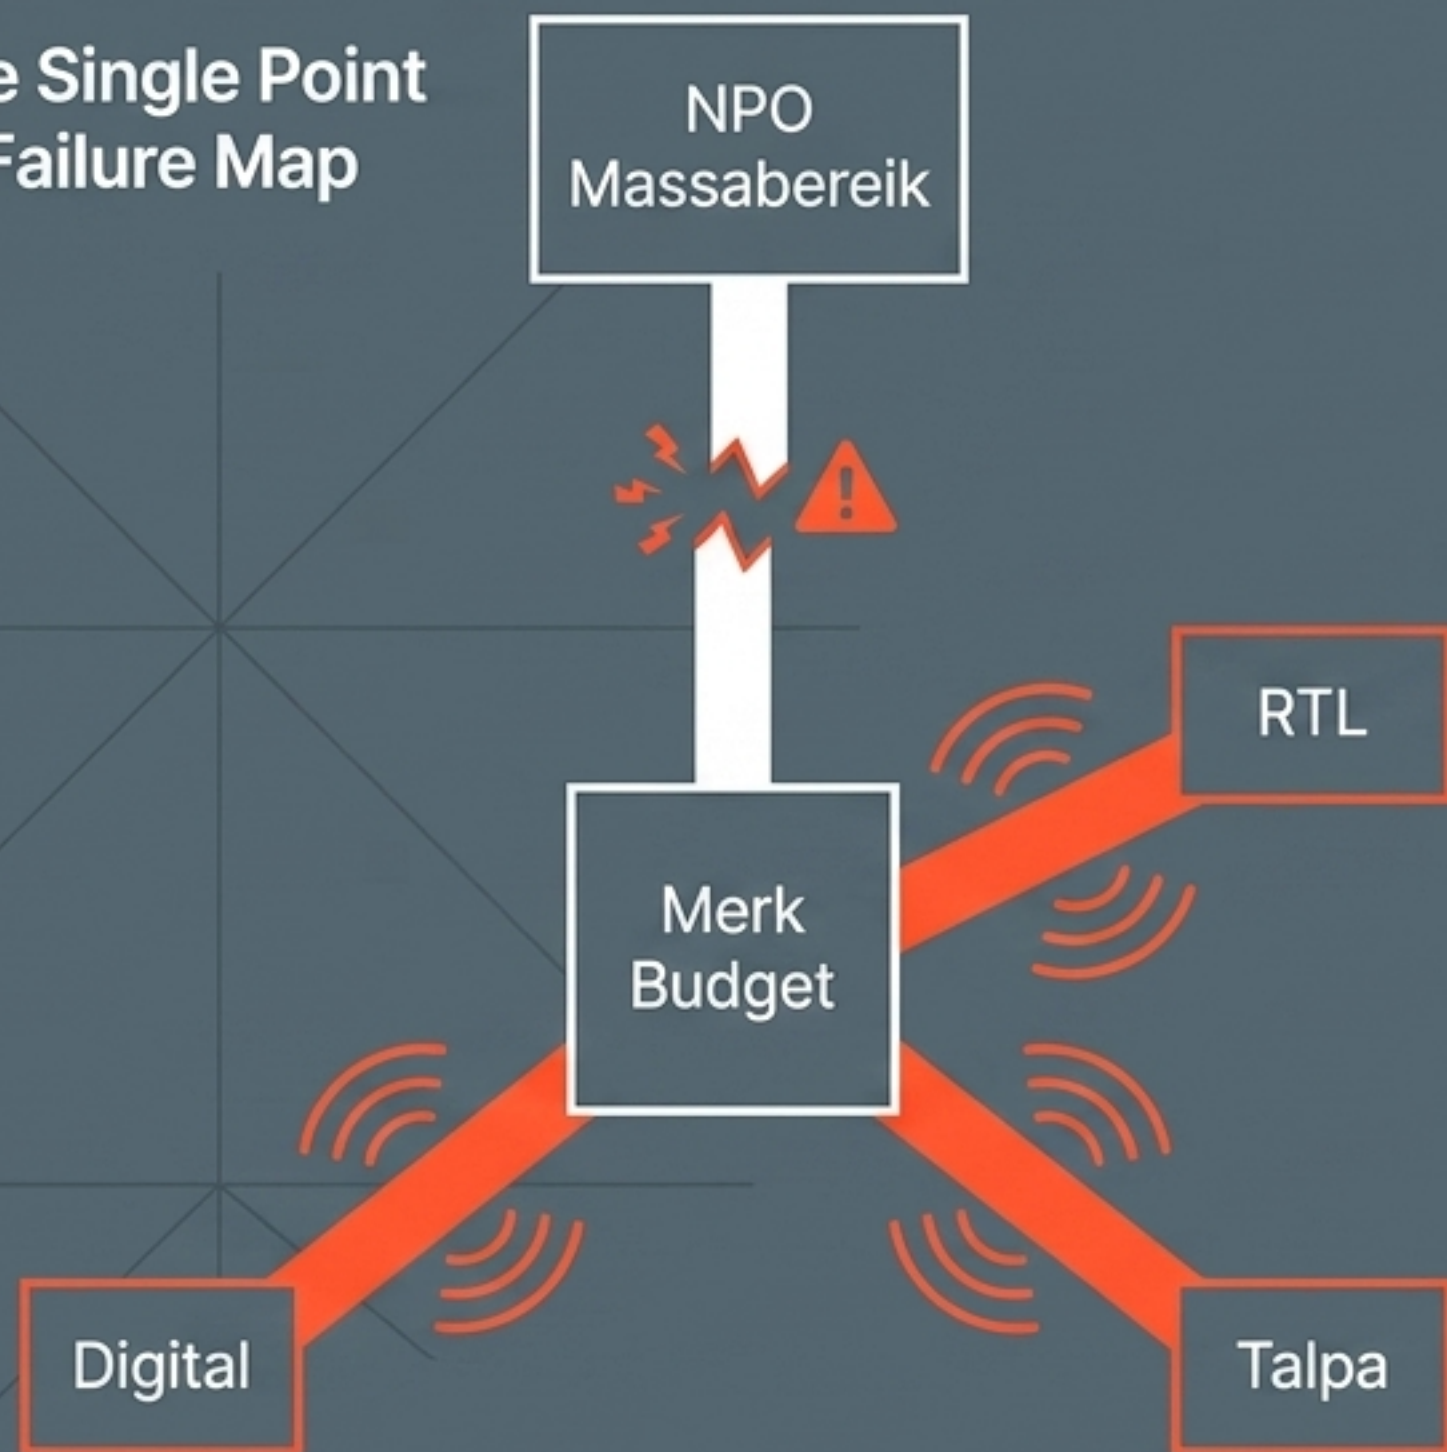 e Single Point
Failure Map
NPO
Massabereik
RTL
Merk
Budget
Digital
Talpa